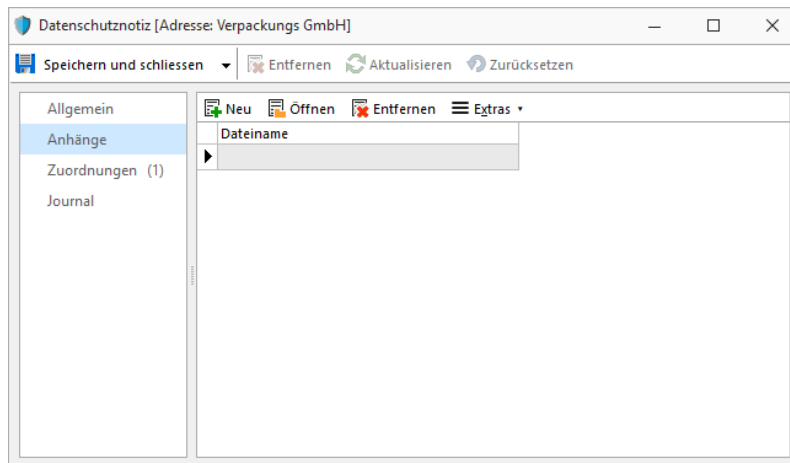 Datenschutznotiz [Adresse: Verpackungs GmbH]
Speichern und schliessen Entfernen Aktualisieren Zurücksetzen
Allgemein
Anhänge
Zuordnungen (1)
Journal
Neu Öffnen Entfernen Extras
Dateiname